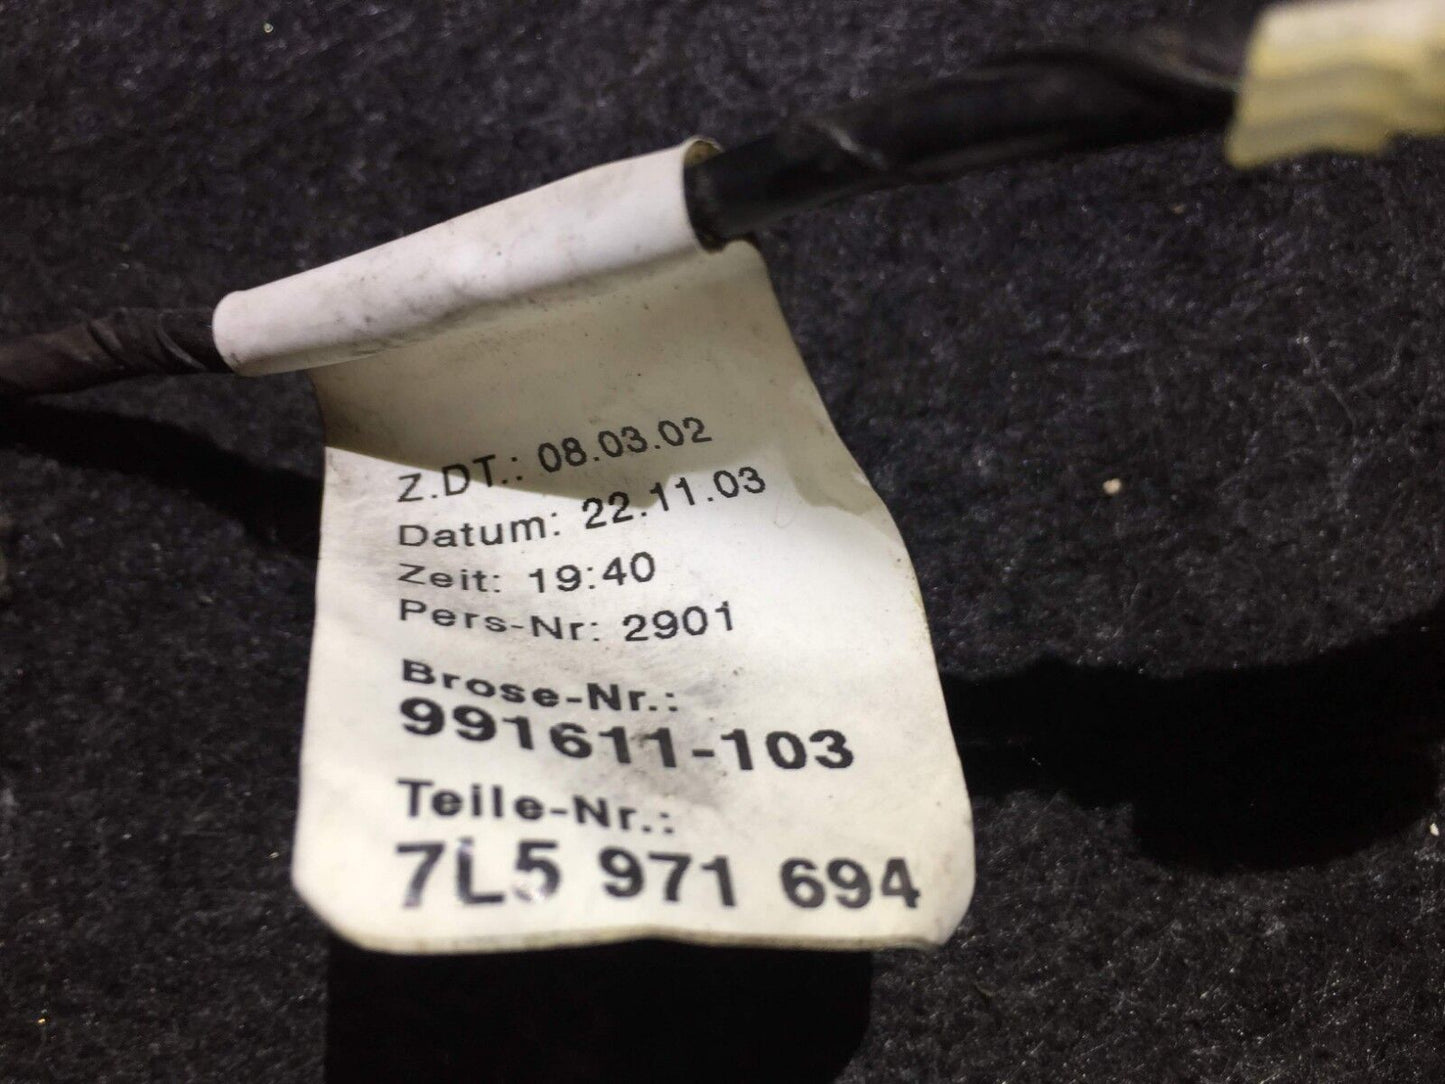 Z.DT.: 08.03.02
Datum: 22.11.03
Zeit: 19:40
Pers-Nr: 2901
Brose-Nr.:
991611-103
Teile-Nr.:
7L5 971 694